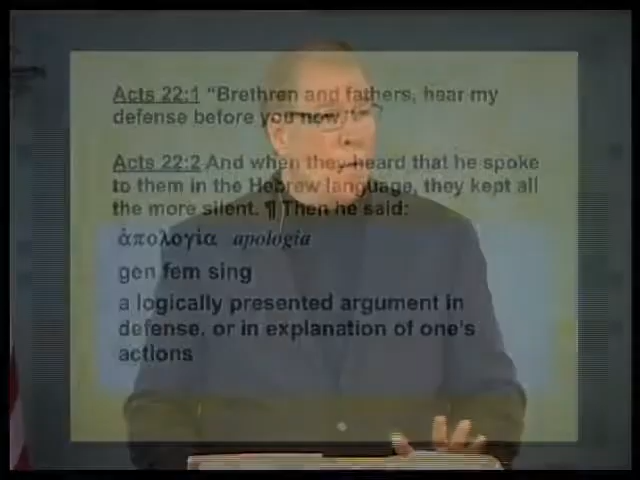 Acts 22:1 “Brethren and fathers, hear my
defense before you now.”
Acts 22:2 And when they heard that he spoke
to them in the Hebrew language, they kept all
the more silent. ¶ Then he said:
ἀπολογία apologia
gen fem sing
a logically presented argument in
defense, or in explanation of one’s
actions